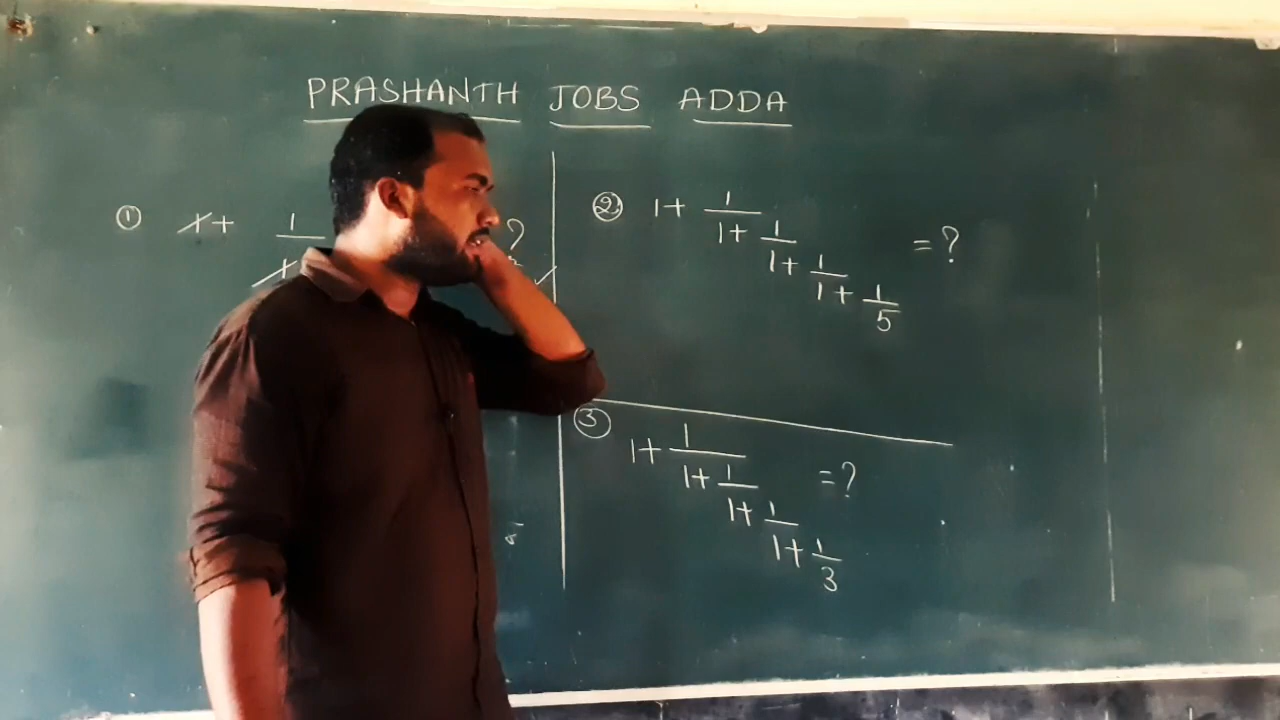 PRASHANTH JOBS ADDA
① 1 + 1
1
?
② 1 + 1
1 + 1
1 + 1
1 + 1
5
= ?
③ 1 + 1
1 + 1
1 + 1
1 + 1
3
= ?